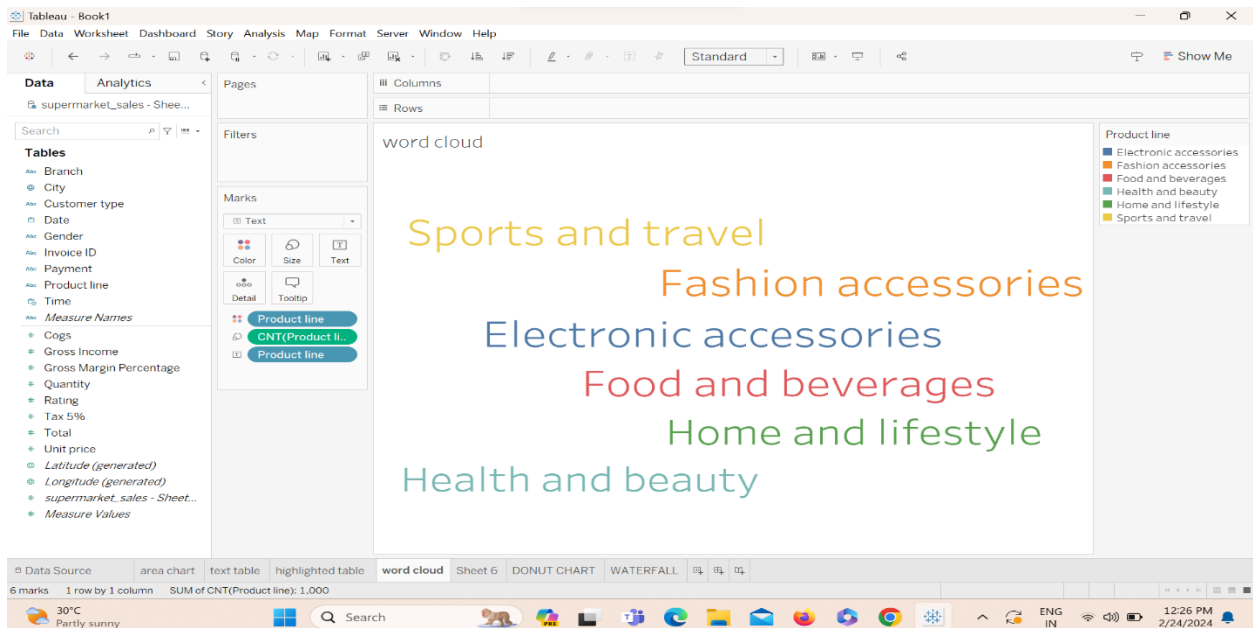 Tableau - Book1
File Data Worksheet Dashboard Story Analysis Map Format Server Window Help
Standard
Show Me
Data Analytics
supermarket_sales - Shee...
Search
Tables
Abc Branch
City
Abc Customer type
Date
Abc Gender
Abc Invoice ID
Abc Payment
Abc Product line
Time
Abc Measure Names
Cogs
Gross Income
Gross Margin Percentage
Quantity
Rating
Tax 5%
Total
Unit price
Latitude (generated)
Longitude (generated)
supermarket_sales - Sheet...
Measure Values
Pages
Filters
Marks
Text
Color Size Text
Detail Tooltip
Product line
CNT(Product li..
Product line
Columns
Rows
word cloud
Sports and travel
Fashion accessories
Electronic accessories
Food and beverages
Home and lifestyle
Health and beauty
Product line
Electronic accessories
Fashion accessories
Food and beverages
Health and beauty
Home and lifestyle
Sports and travel
Data Source area chart text table highlighted table word cloud Sheet 6 DONUT CHART WATERFALL
6 marks 1 row by 1 column SUM of CNT(Product line): 1,000
30°C
Partly sunny
Search
PRE
ENG
IN
12:26 PM
2/24/2024